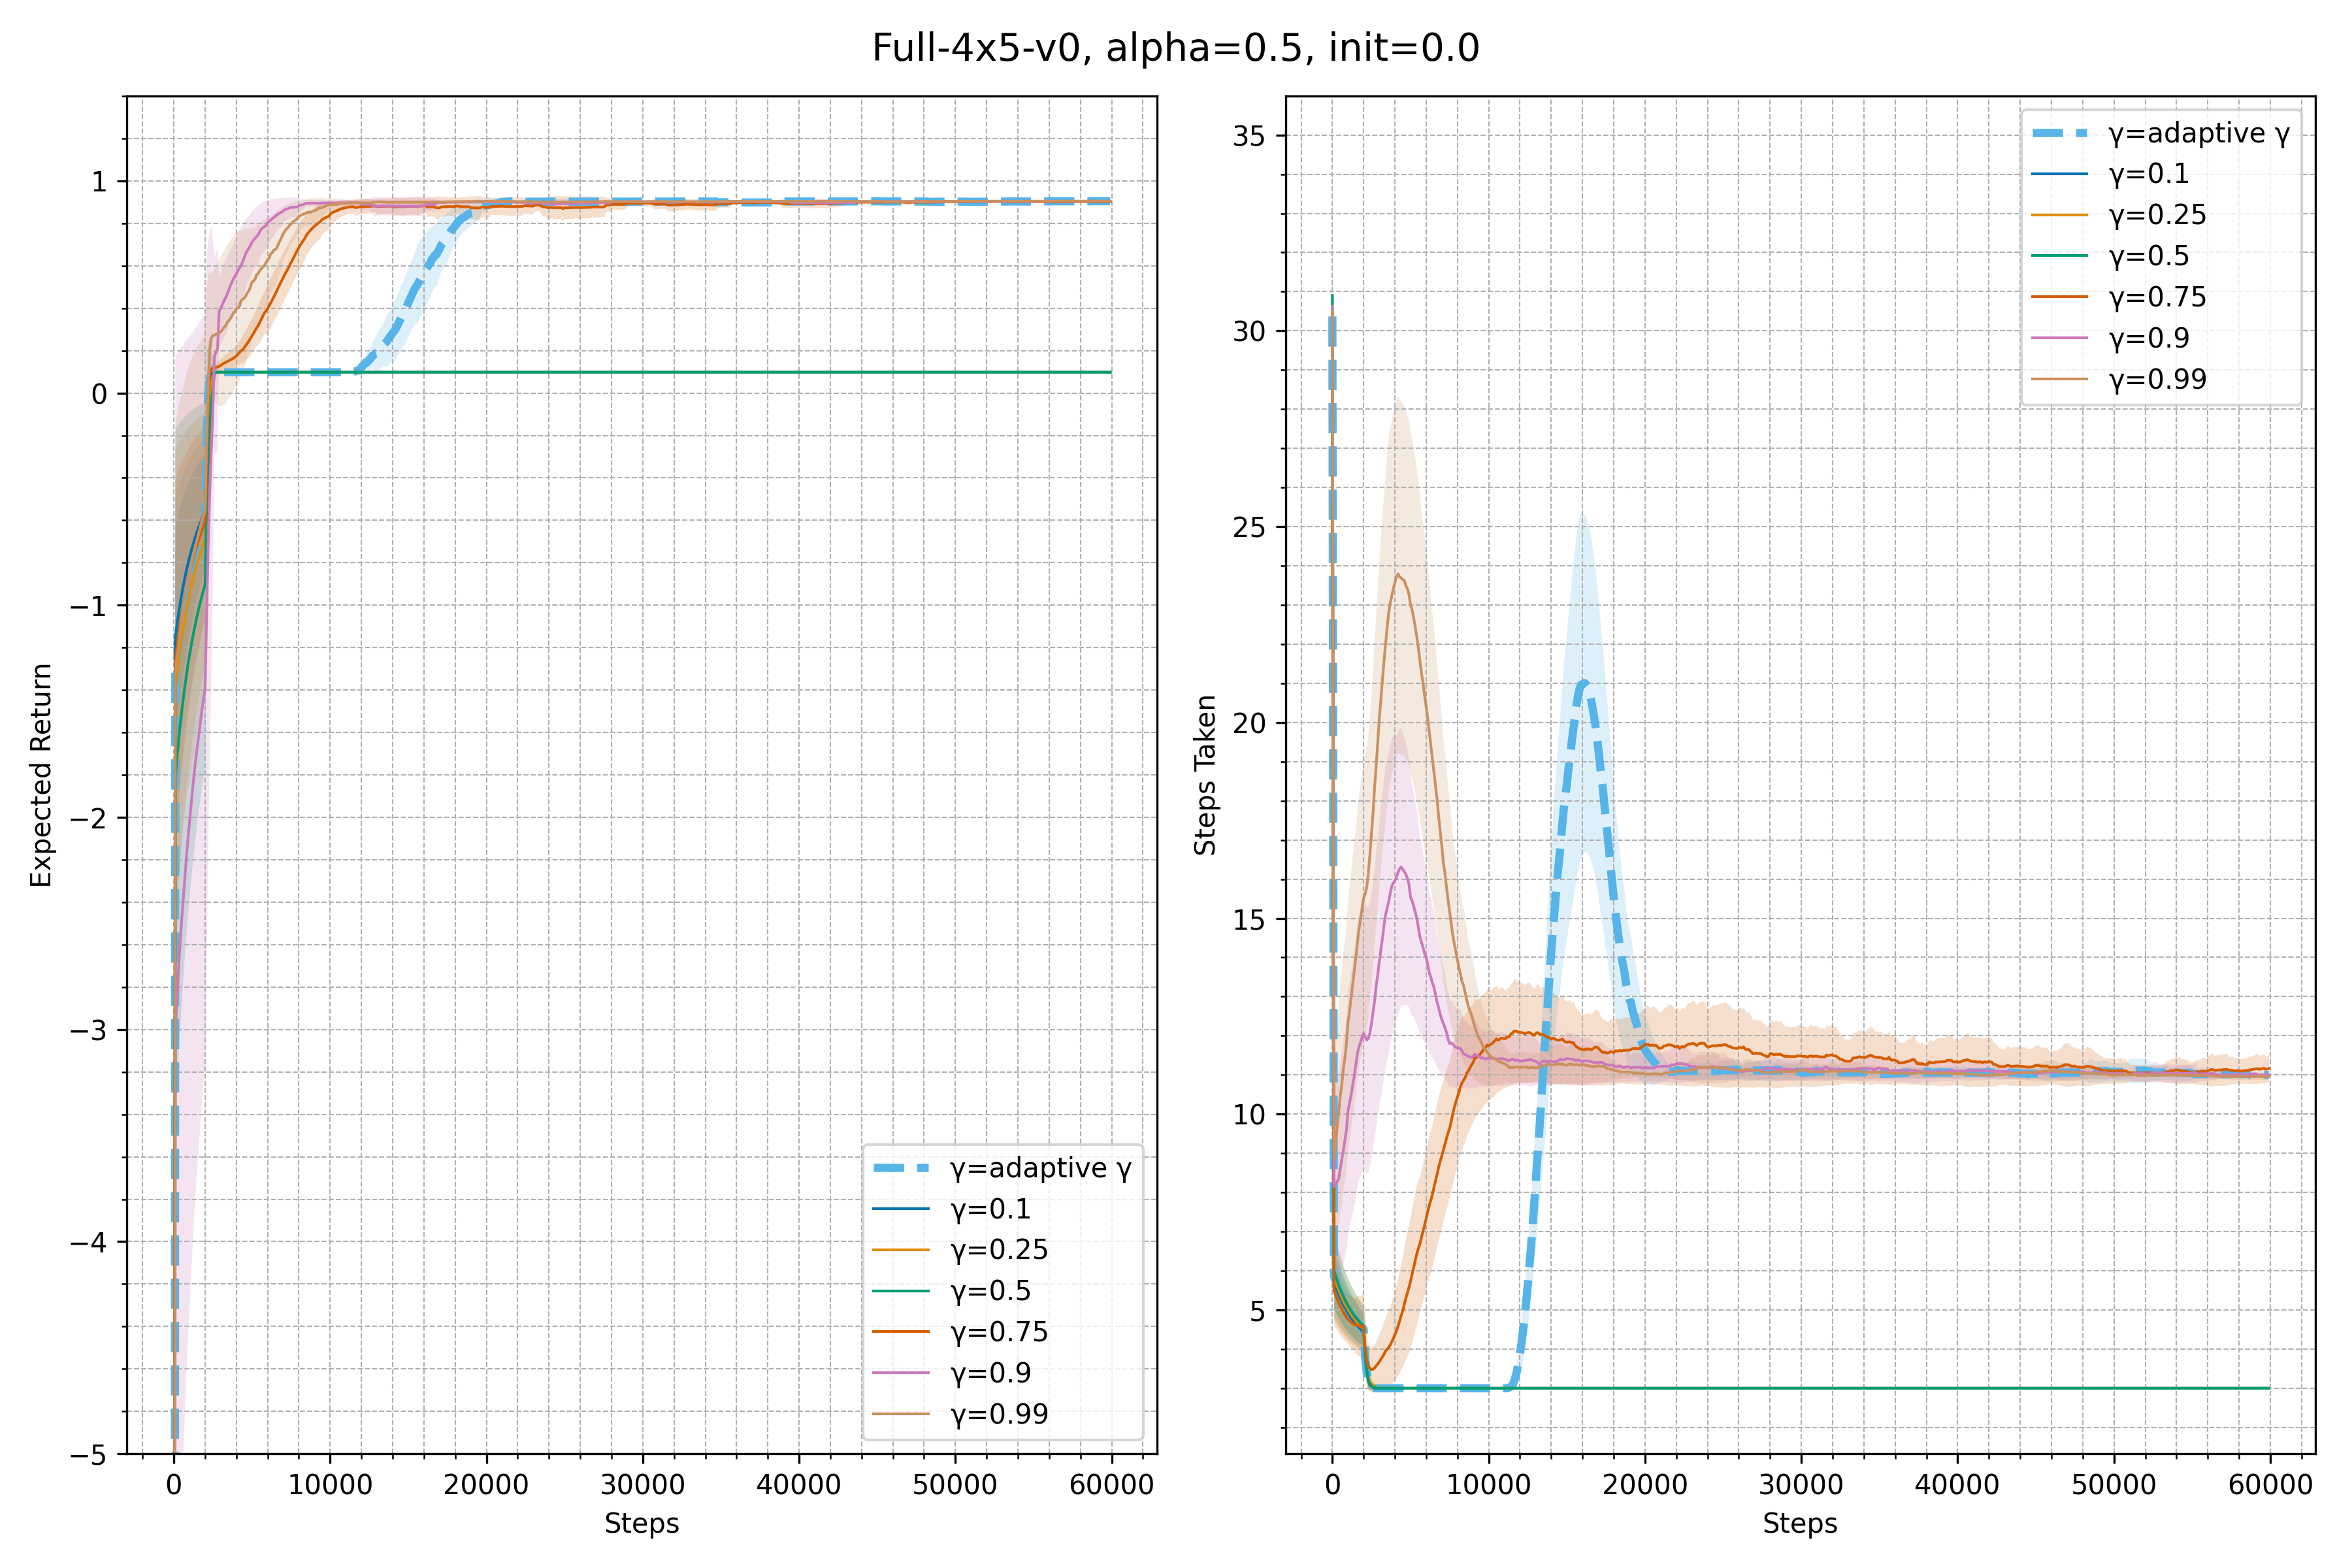 Full-4x5-v0, alpha=0.5, init=0.0
Expected Return
1
0
−1
−2
−3
−4
−5
0 10000 20000 30000 40000 50000 60000
Steps
γ=adaptive γ
γ=0.1
γ=0.25
γ=0.5
γ=0.75
γ=0.9
γ=0.99
Steps Taken
35
30
25
20
15
10
5
0 10000 20000 30000 40000 50000 60000
Steps
γ=adaptive γ
γ=0.1
γ=0.25
γ=0.5
γ=0.75
γ=0.9
γ=0.99